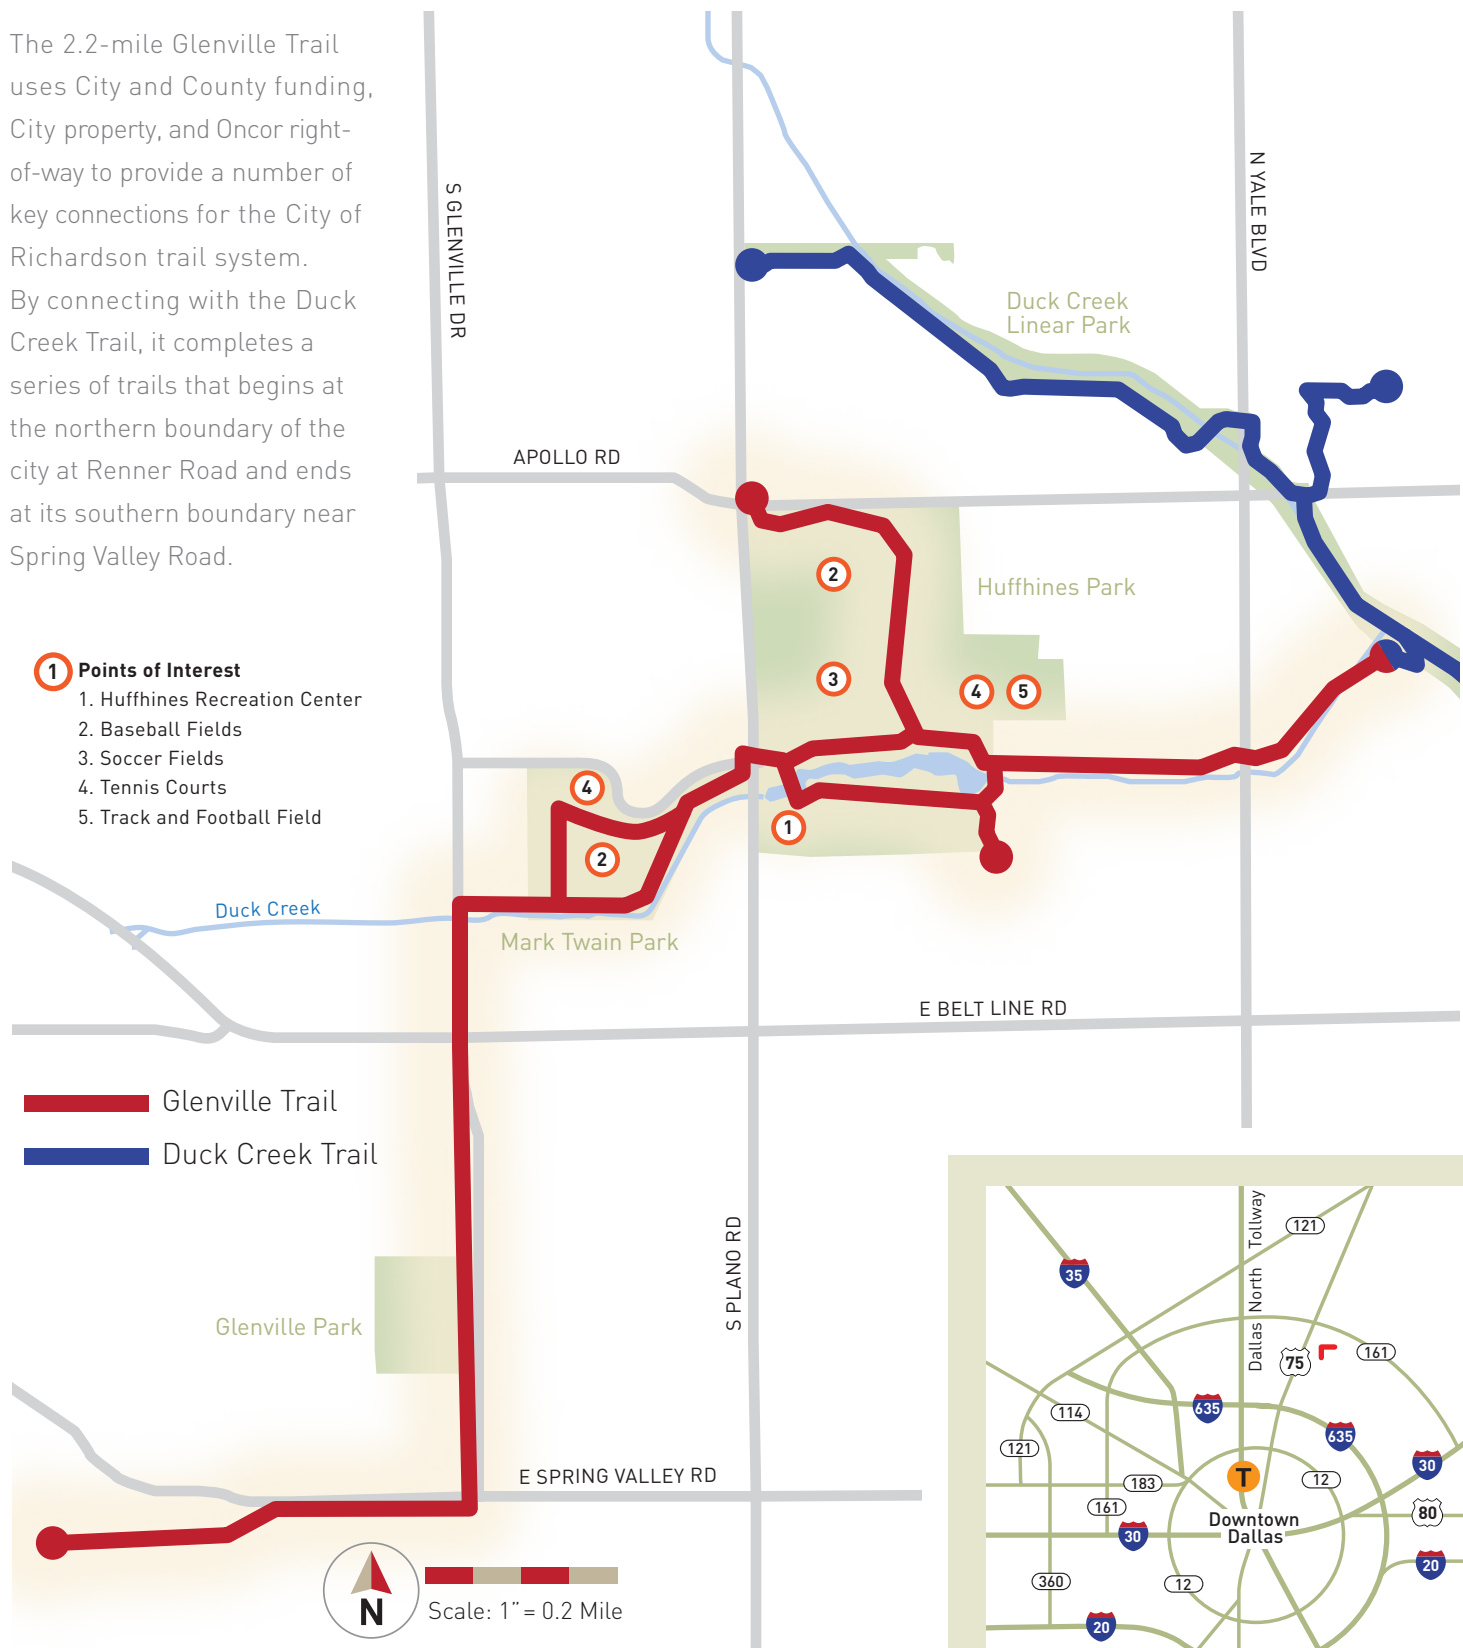 The 2.2-mile Glenville Trail
uses City and County funding,
City property, and Oncor right-
of-way to provide a number of
key connections for the City of
Richardson trail system.
By connecting with the Duck
Creek Trail, it completes a
series of trails that begins at
the northern boundary of the
city at Renner Road and ends
at its southern boundary near
Spring Valley Road.
S GLENVILLE DR
N YALE BLVD
Duck Creek
Linear Park
APOLLO RD
2
Huffhines Park
1 Points of Interest
1. Huffhines Recreation Center
2. Baseball Fields
3. Soccer Fields
4. Tennis Courts
5. Track and Football Field
3
4
5
4
1
2
Duck Creek
Mark Twain Park
E BELT LINE RD
Glenville Trail
Duck Creek Trail
S PLANO RD
Glenville Park
E SPRING VALLEY RD
N
Scale: 1” = 0.2 Mile
Dallas North Tollway
121
35
75
161
114
635
635
121
30
183
12
T
161
80
Downtown
Dallas
30
20
360
12
20